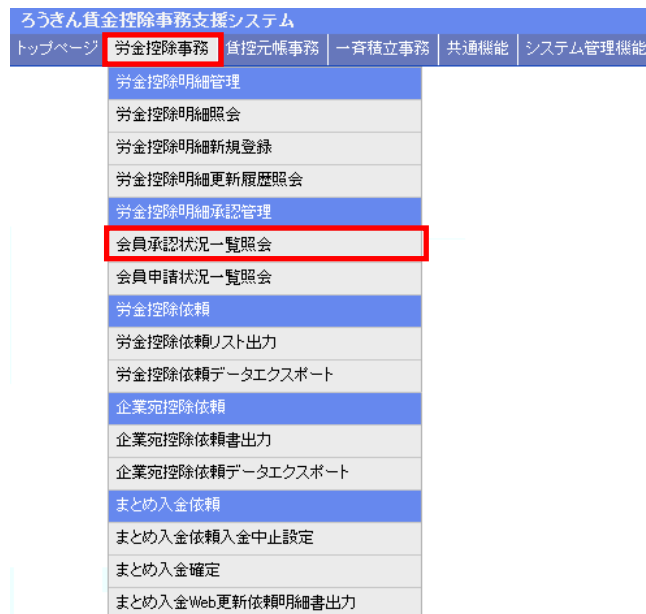 ろうきん賃金控除事務支援システム
トップページ 労金控除事務 賃控元帳事務 一斉積立事務 共通機能 システム管理機能
労金控除明細管理
労金控除明細照会
労金控除明細新規登録
労金控除明細更新履歴照会
労金控除明細承認管理
会員承認状況一覧照会
会員申請状況一覧照会
労金控除依頼
労金控除依頼リスト出力
労金控除依頼データエクスポート
企業宛控除依頼
企業宛控除依頼書出力
企業宛控除依頼データエクスポート
まとめ入金依頼
まとめ入金依頼入金中止設定
まとめ入金確定
まとめ入金Web更新依頼明細書出力